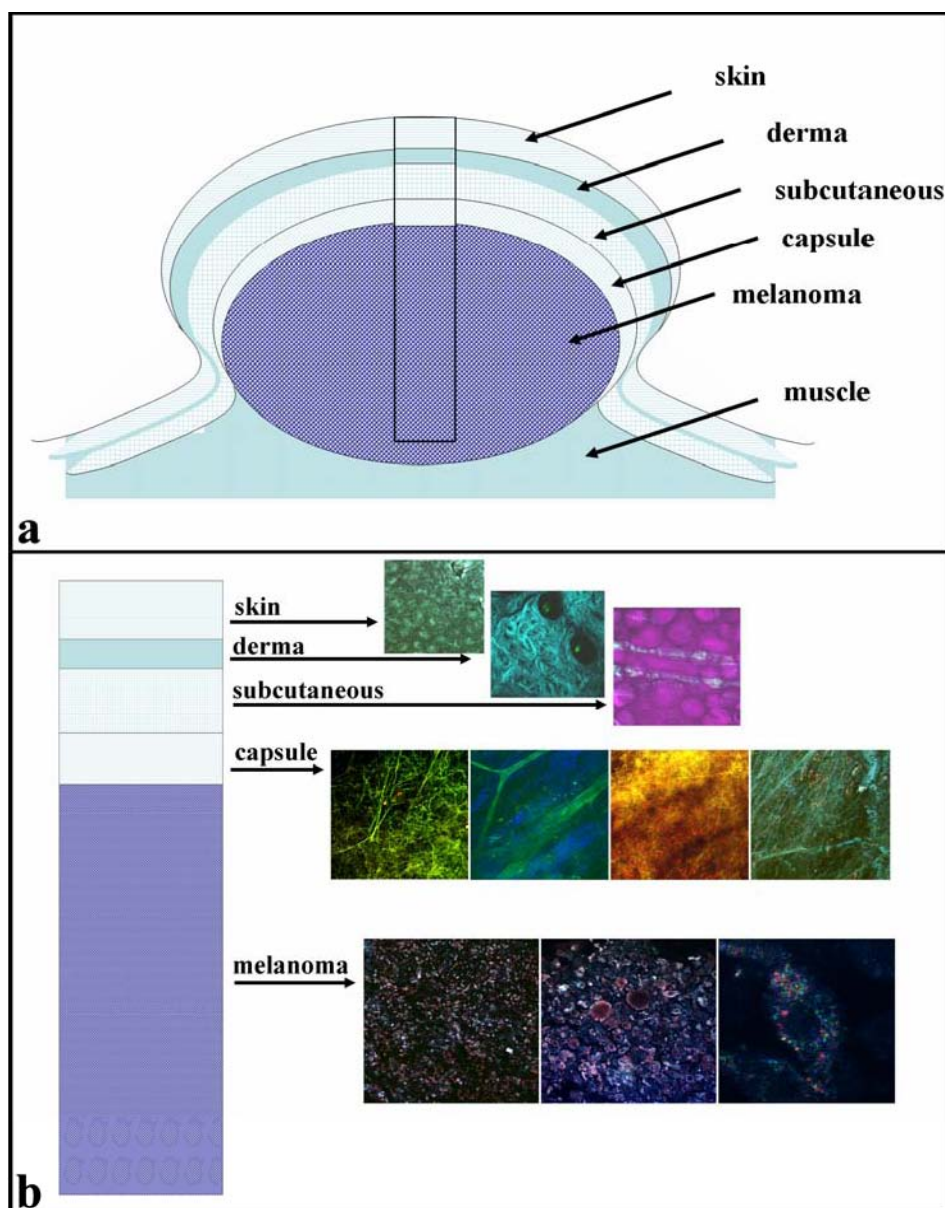 skin
derma
subcutaneous
capsule
melanoma
muscle
a
skin
derma
subcutaneous
capsule
melanoma
b